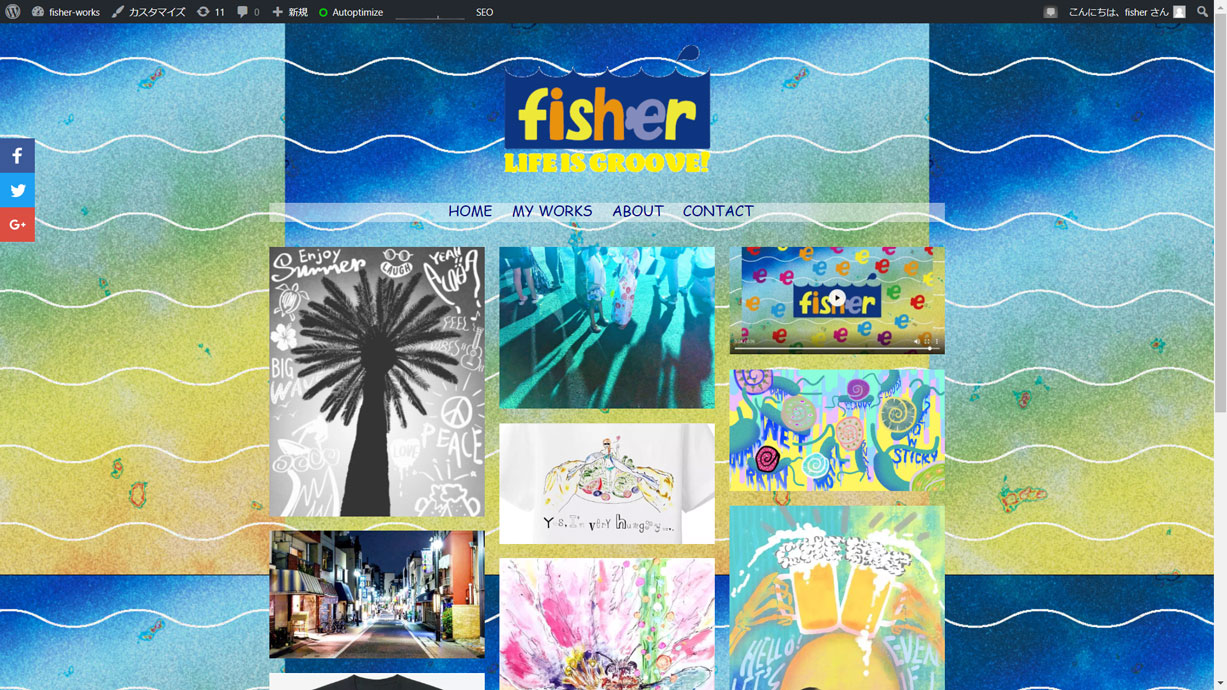 fisher-works カスタマイズ 11 0 新規 Autoptimize SEO こんにちは、fisher さん
fisher
LIFE IS GROOVE!
HOME MY WORKS ABOUT CONTACT
Enjoy
Summer
LAUGH
YEAH
ALOHA!
FEEL
BIG
PEACE
LOVE
fisher
Yes. I'm very hungry....
HELLO!